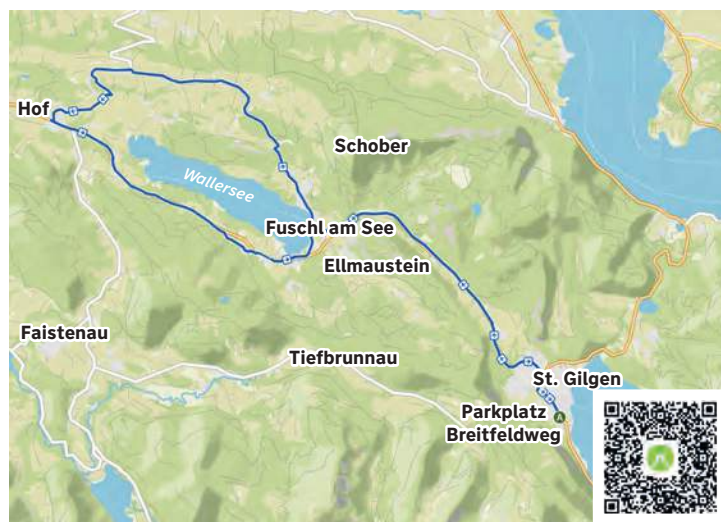 Hof
Schober
Wallersee
Fuschl am See
Ellmaustein
Faistenau
Tiefbrunnau
St. Gilgen
Parkplatz
Breitfeldweg
A